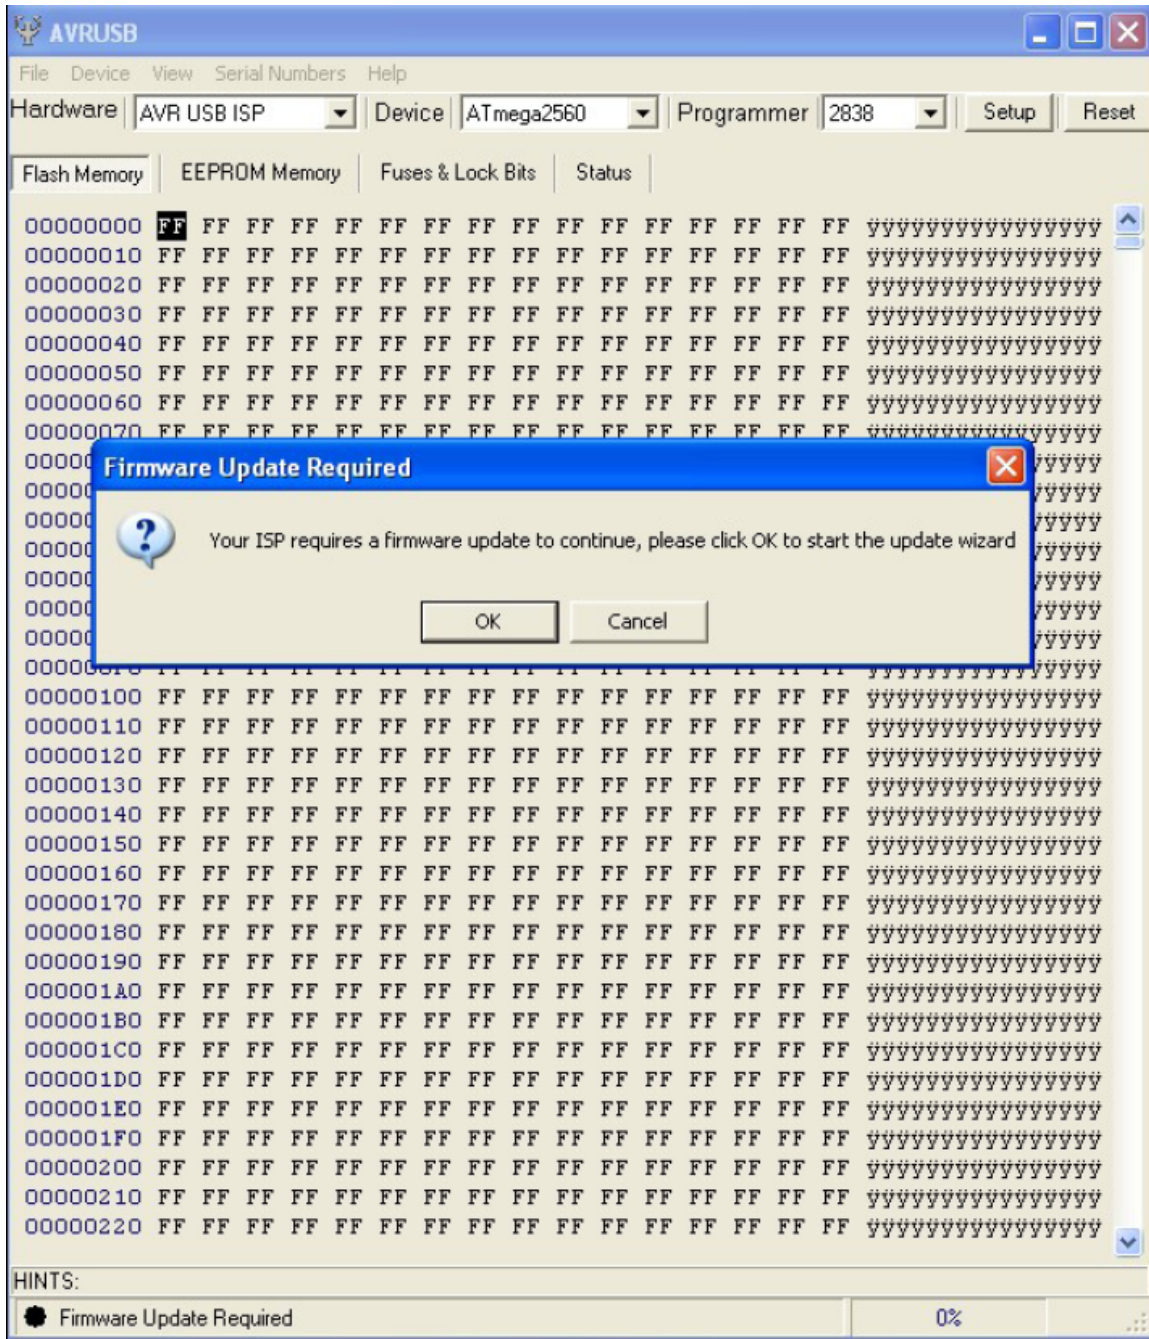 AVRUSB
File Device View Serial Numbers Help
Hardware AVR USB ISP Device ATmega2560 Programmer 2838 Setup Reset
Flash Memory EEPROM Memory Fuses & Lock Bits Status
00000000 FF FF FF FF FF FF FF FF FF FF FF FF FF FF FF FF ÿÿÿÿÿÿÿÿÿÿÿÿÿÿÿÿ
00000010 FF FF FF FF FF FF FF FF FF FF FF FF FF FF FF FF ÿÿÿÿÿÿÿÿÿÿÿÿÿÿÿÿ
00000020 FF FF FF FF FF FF FF FF FF FF FF FF FF FF FF FF ÿÿÿÿÿÿÿÿÿÿÿÿÿÿÿÿ
00000030 FF FF FF FF FF FF FF FF FF FF FF FF FF FF FF FF ÿÿÿÿÿÿÿÿÿÿÿÿÿÿÿÿ
00000040 FF FF FF FF FF FF FF FF FF FF FF FF FF FF FF FF ÿÿÿÿÿÿÿÿÿÿÿÿÿÿÿÿ
00000050 FF FF FF FF FF FF FF FF FF FF FF FF FF FF FF FF ÿÿÿÿÿÿÿÿÿÿÿÿÿÿÿÿ
00000060 FF FF FF FF FF FF FF FF FF FF FF FF FF FF FF FF ÿÿÿÿÿÿÿÿÿÿÿÿÿÿÿÿ
00000070 FF FF FF FF FF FF FF FF FF FF FF FF FF FF FF FF ÿÿÿÿÿÿÿÿÿÿÿÿÿÿÿÿ
Firmware Update Required
Your ISP requires a firmware update to continue, please click OK to start the update wizard
OK Cancel
00000100 FF FF FF FF FF FF FF FF FF FF FF FF FF FF FF FF ÿÿÿÿÿÿÿÿÿÿÿÿÿÿÿÿ
00000110 FF FF FF FF FF FF FF FF FF FF FF FF FF FF FF FF ÿÿÿÿÿÿÿÿÿÿÿÿÿÿÿÿ
00000120 FF FF FF FF FF FF FF FF FF FF FF FF FF FF FF FF ÿÿÿÿÿÿÿÿÿÿÿÿÿÿÿÿ
00000130 FF FF FF FF FF FF FF FF FF FF FF FF FF FF FF FF ÿÿÿÿÿÿÿÿÿÿÿÿÿÿÿÿ
00000140 FF FF FF FF FF FF FF FF FF FF FF FF FF FF FF FF ÿÿÿÿÿÿÿÿÿÿÿÿÿÿÿÿ
00000150 FF FF FF FF FF FF FF FF FF FF FF FF FF FF FF FF ÿÿÿÿÿÿÿÿÿÿÿÿÿÿÿÿ
00000160 FF FF FF FF FF FF FF FF FF FF FF FF FF FF FF FF ÿÿÿÿÿÿÿÿÿÿÿÿÿÿÿÿ
00000170 FF FF FF FF FF FF FF FF FF FF FF FF FF FF FF FF ÿÿÿÿÿÿÿÿÿÿÿÿÿÿÿÿ
00000180 FF FF FF FF FF FF FF FF FF FF FF FF FF FF FF FF ÿÿÿÿÿÿÿÿÿÿÿÿÿÿÿÿ
00000190 FF FF FF FF FF FF FF FF FF FF FF FF FF FF FF FF ÿÿÿÿÿÿÿÿÿÿÿÿÿÿÿÿ
000001A0 FF FF FF FF FF FF FF FF FF FF FF FF FF FF FF FF ÿÿÿÿÿÿÿÿÿÿÿÿÿÿÿÿ
000001B0 FF FF FF FF FF FF FF FF FF FF FF FF FF FF FF FF ÿÿÿÿÿÿÿÿÿÿÿÿÿÿÿÿ
000001C0 FF FF FF FF FF FF FF FF FF FF FF FF FF FF FF FF ÿÿÿÿÿÿÿÿÿÿÿÿÿÿÿÿ
000001D0 FF FF FF FF FF FF FF FF FF FF FF FF FF FF FF FF ÿÿÿÿÿÿÿÿÿÿÿÿÿÿÿÿ
000001E0 FF FF FF FF FF FF FF FF FF FF FF FF FF FF FF FF ÿÿÿÿÿÿÿÿÿÿÿÿÿÿÿÿ
000001F0 FF FF FF FF FF FF FF FF FF FF FF FF FF FF FF FF ÿÿÿÿÿÿÿÿÿÿÿÿÿÿÿÿ
00000200 FF FF FF FF FF FF FF FF FF FF FF FF FF FF FF FF ÿÿÿÿÿÿÿÿÿÿÿÿÿÿÿÿ
00000210 FF FF FF FF FF FF FF FF FF FF FF FF FF FF FF FF ÿÿÿÿÿÿÿÿÿÿÿÿÿÿÿÿ
00000220 FF FF FF FF FF FF FF FF FF FF FF FF FF FF FF FF ÿÿÿÿÿÿÿÿÿÿÿÿÿÿÿÿ
HINTS:
Firmware Update Required 0%